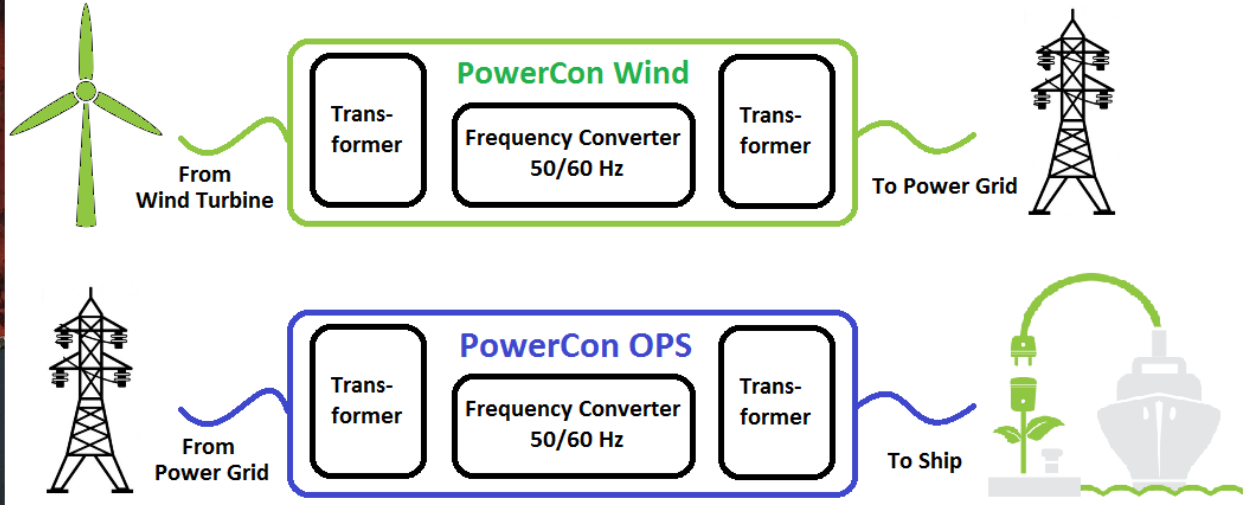 PowerCon Wind
Trans-
former
Frequency Converter
50/60 Hz
Trans-
former
From
Wind Turbine
To Power Grid
PowerCon OPS
Trans-
former
Frequency Converter
50/60 Hz
Trans-
former
From
Power Grid
To Ship